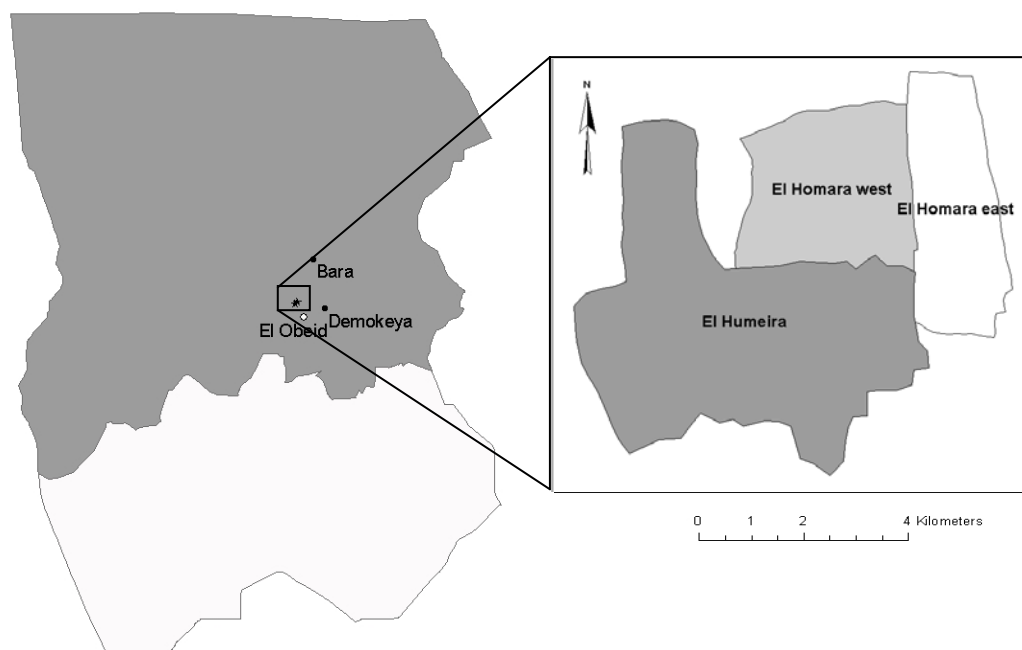 Bara
Demokeya
El Obeid
N
El Homara west
El Homara east
El Humeira
0 1 2 4 Kilometers